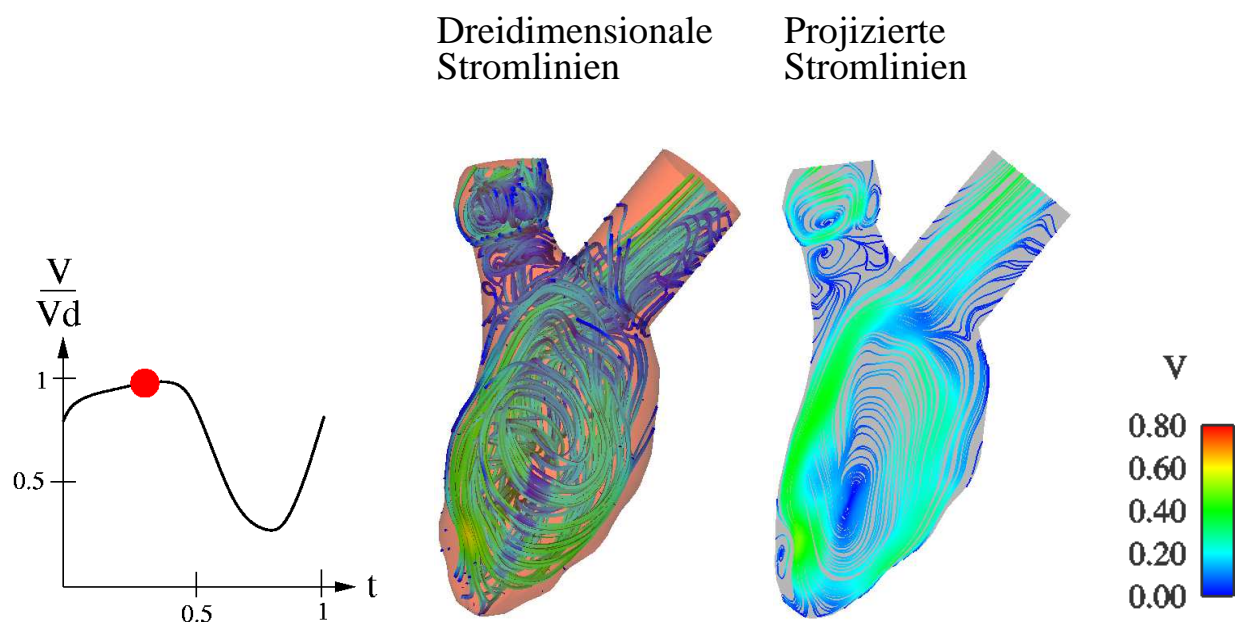 Dreidimensionale
Stromlinien
Projizierte
Stromlinien
V
Vd
1
0.5
0.5
1
t
v
0.80
0.60
0.40
0.20
0.00